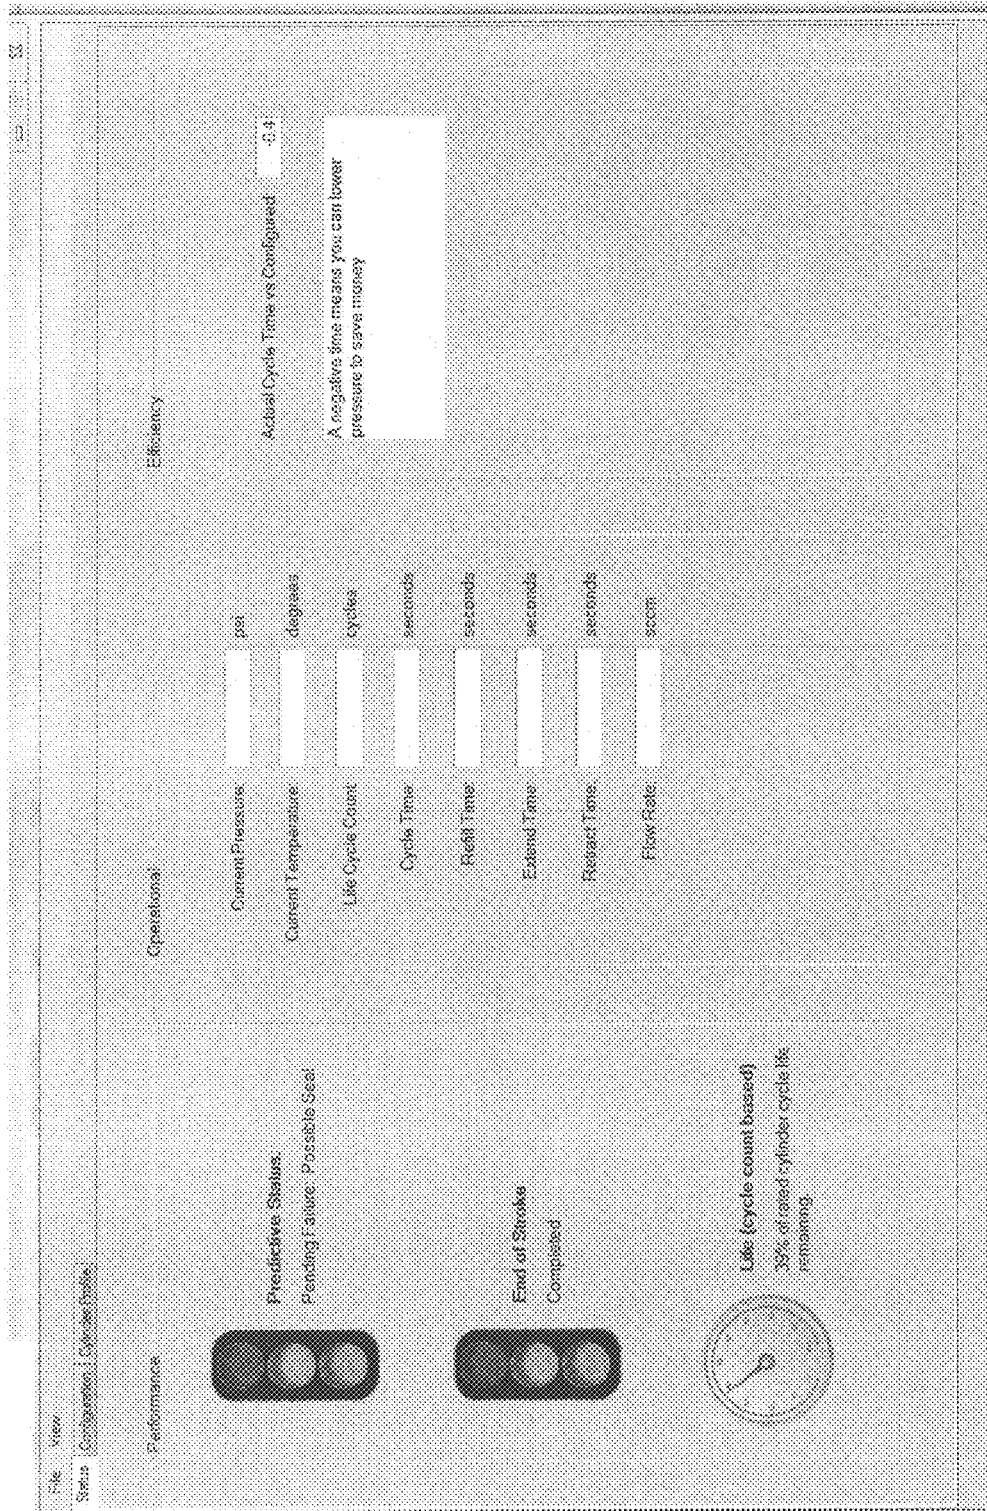 File View
Status Configuration Cylinder Profile
Performance
Predictive Status:
Pending Failure: Possible Seal
End of Stroke
Completed
Life (cycle count based)
39% of rated cylinder cycle life
remaining
Operational
Current Pressure: psi
Current Temperature: degrees
Life Cycle Count cycles
Cycle Time seconds
Refill Time: seconds
Extend Time seconds
Retract Time: seconds
Flow Rate: sccm
Efficiency
Actual Cycle Time vs Configured
A negative time means you can lower
pressure to save money